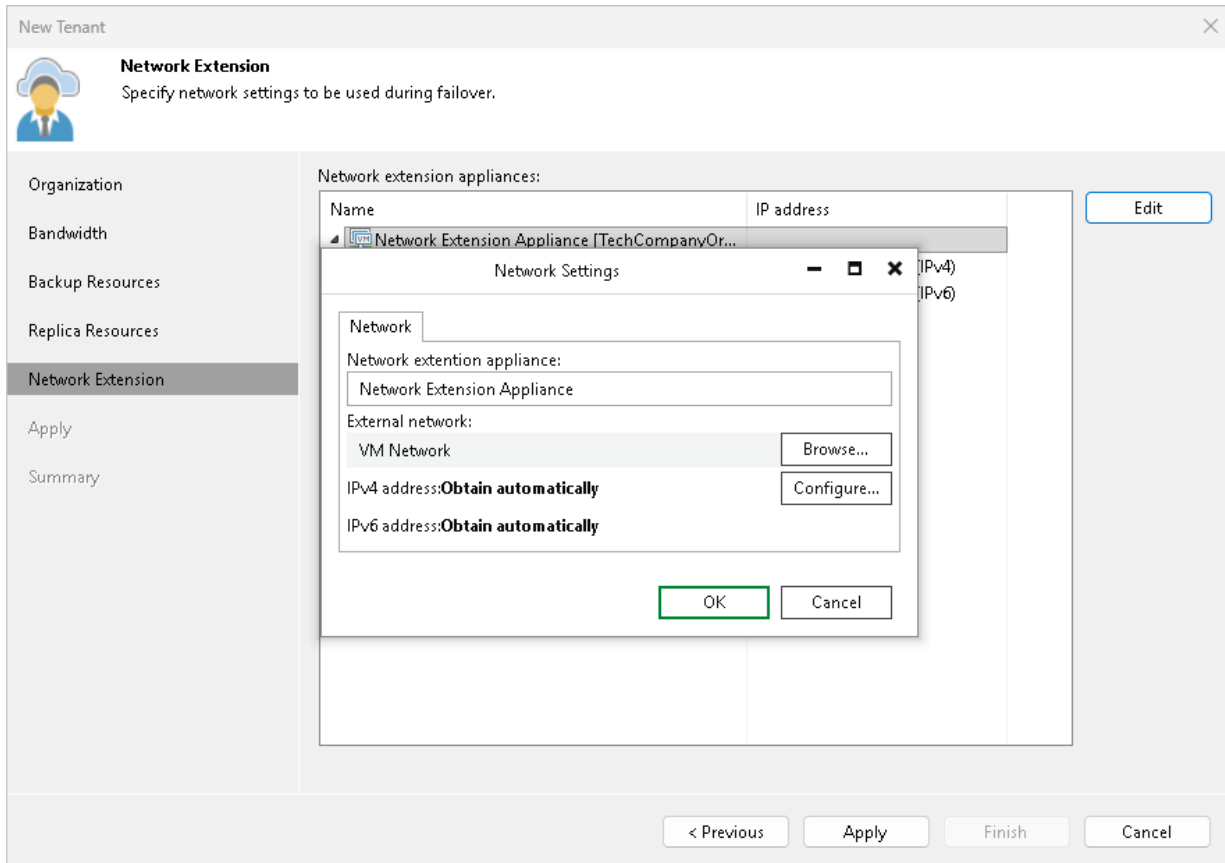 New Tenant
Network Extension
Specify network settings to be used during failover.
Organization
Bandwidth
Backup Resources
Replica Resources
Network Extension
Apply
Summary
Network extension appliances:
Name IP address
Network Extension Appliance [TechCompanyOr...
(IPv4)
(IPv6)
Edit
Network Settings
Network
Network extention appliance:
Network Extension Appliance
External network:
VM Network Browse...
IPv4 address:Obtain automatically Configure...
IPv6 address:Obtain automatically
OK Cancel
< Previous Apply Finish Cancel